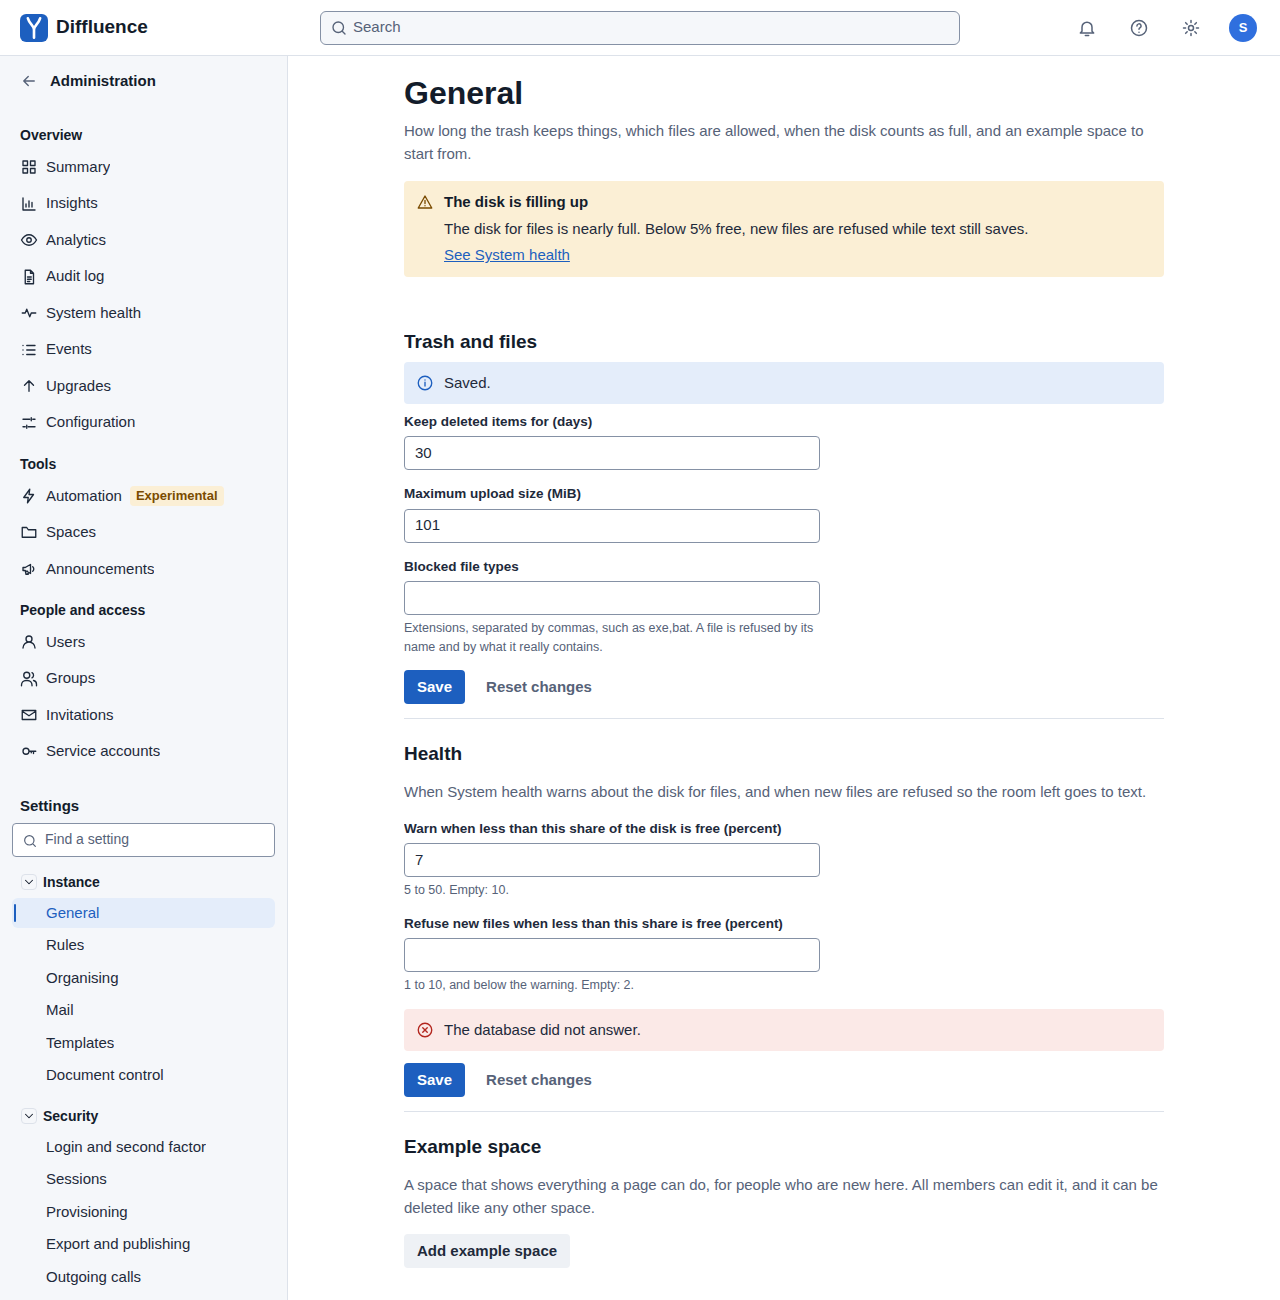 Diffluence
Search
S
Administration
Overview
Summary
Insights
Analytics
Audit log
System health
Events
Upgrades
Configuration
Tools
Automation Experimental
Spaces
Announcements
People and access
Users
Groups
Invitations
Service accounts
Settings
Find a setting
Instance
General
Rules
Organising
Mail
Templates
Document control
Security
Login and second factor
Sessions
Provisioning
Export and publishing
Outgoing calls
General
How long the trash keeps things, which files are allowed, when the disk counts as full, and an example space to
start from.
The disk is filling up
The disk for files is nearly full. Below 5% free, new files are refused while text still saves.
See System health
Trash and files
Saved.
Keep deleted items for (days)
30
Maximum upload size (MiB)
101
Blocked file types
Extensions, separated by commas, such as exe,bat. A file is refused by its
name and by what it really contains.
Save Reset changes
Health
When System health warns about the disk for files, and when new files are refused so the room left goes to text.
Warn when less than this share of the disk is free (percent)
7
5 to 50. Empty: 10.
Refuse new files when less than this share is free (percent)
1 to 10, and below the warning. Empty: 2.
The database did not answer.
Save Reset changes
Example space
A space that shows everything a page can do, for people who are new here. All members can edit it, and it can be
deleted like any other space.
Add example space